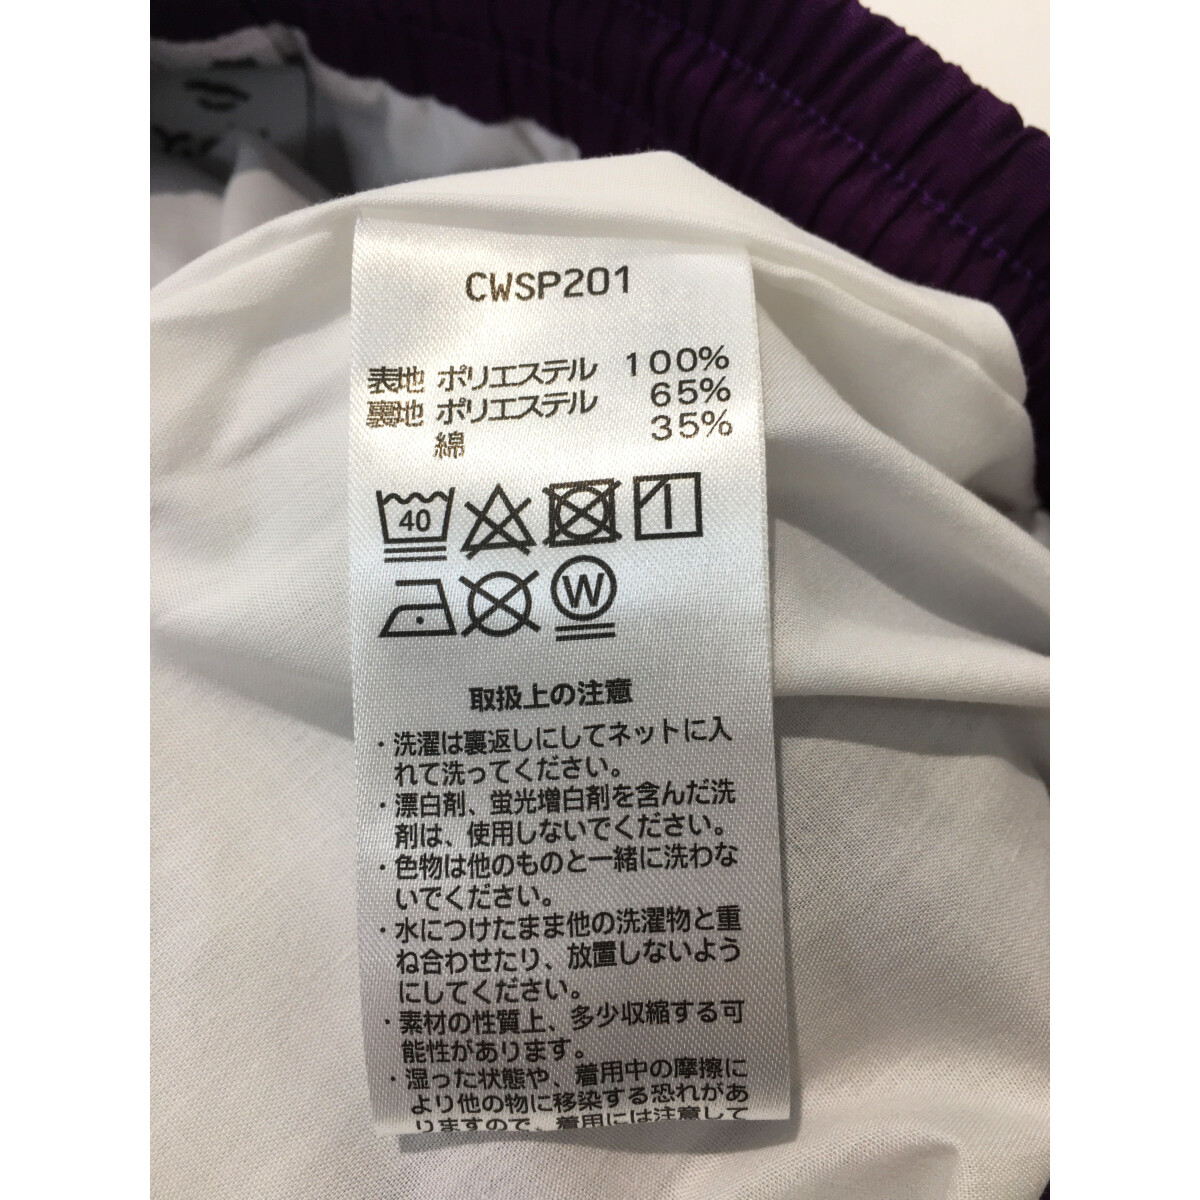 CWSP201
表地 ポリエステル 100%
裏地 ポリエステル 65%
綿 35%
40
W
取扱上の注意
・洗濯は裏返しにしてネットに入
れて洗ってください。
・漂白剤、蛍光増白剤を含んだ洗
剤は、使用しないでください。
・色物は他のものと一緒に洗わな
いでください。
・水につけたまま他の洗濯物と重
ね合わせたり、放置しないよう
にしてください。
・素材の性質上、多少収縮する可
能性があります。
・湿った状態や、着用中の摩擦に
より他の物に移染する恐れがあ
りますので、着用には注意して